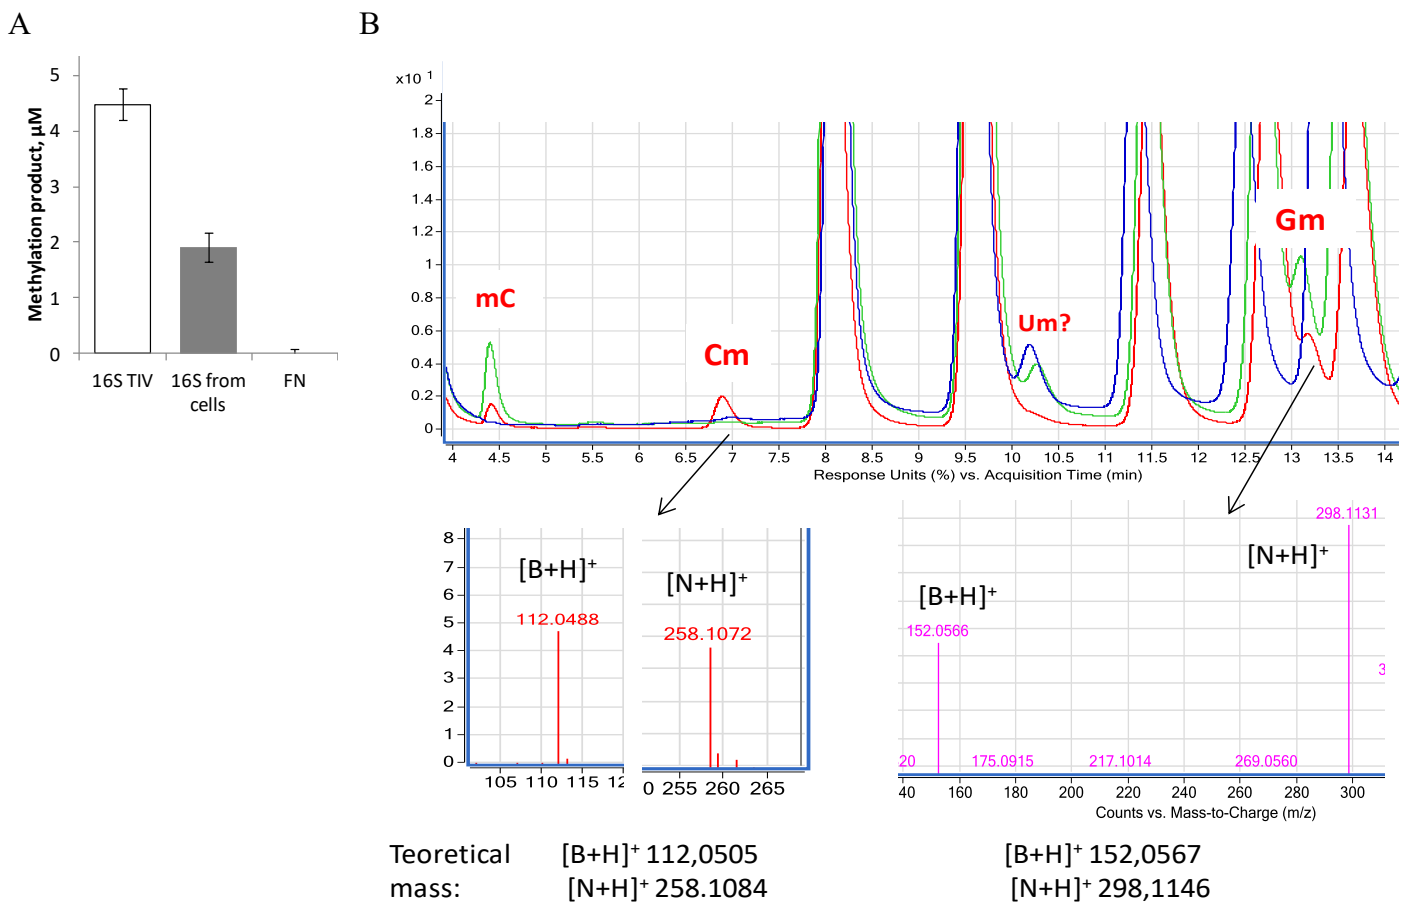 A
B
Methylation product, µM
5
4
3
2
1
0
16S TIV
16S from
cells
FN
x10 1
2
1.8
1.6
1.4
1.2
1
0.8
0.6
0.4
0.2
0
mC
Cm
Um?
Gm
4 4.5 5 5.5 6 6.5 7 7.5 8 8.5 9 9.5 10 10.5 11 11.5 12 12.5 13 13.5 14
Response Units (%) vs. Acquisition Time (min)
8
7
6
5
4
3
2
1
0
[B+H]+
112.0488
105 110 115 12
[N+H]+
258.1072
0 255 260 265
298.1131
[N+H]+
[B+H]+
152.0566
3
20 175.0915 217.1014 269.0560
40 160 180 200 220 240 260 280 300
Counts vs. Mass-to-Charge (m/z)
Teoretical [B+H]+ 112,0505 [B+H]+ 152,0567
mass: [N+H]+ 258.1084 [N+H]+ 298,1146